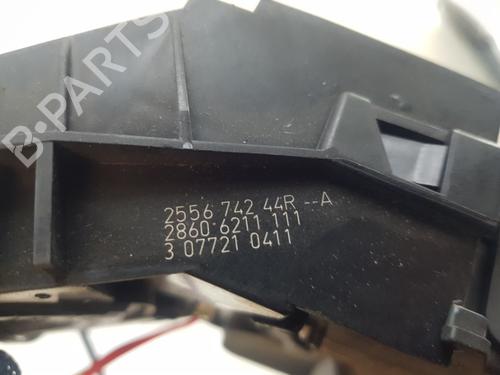 B-PARTS
2556 742 44R --A
2860 6211 111
3 07721 0411